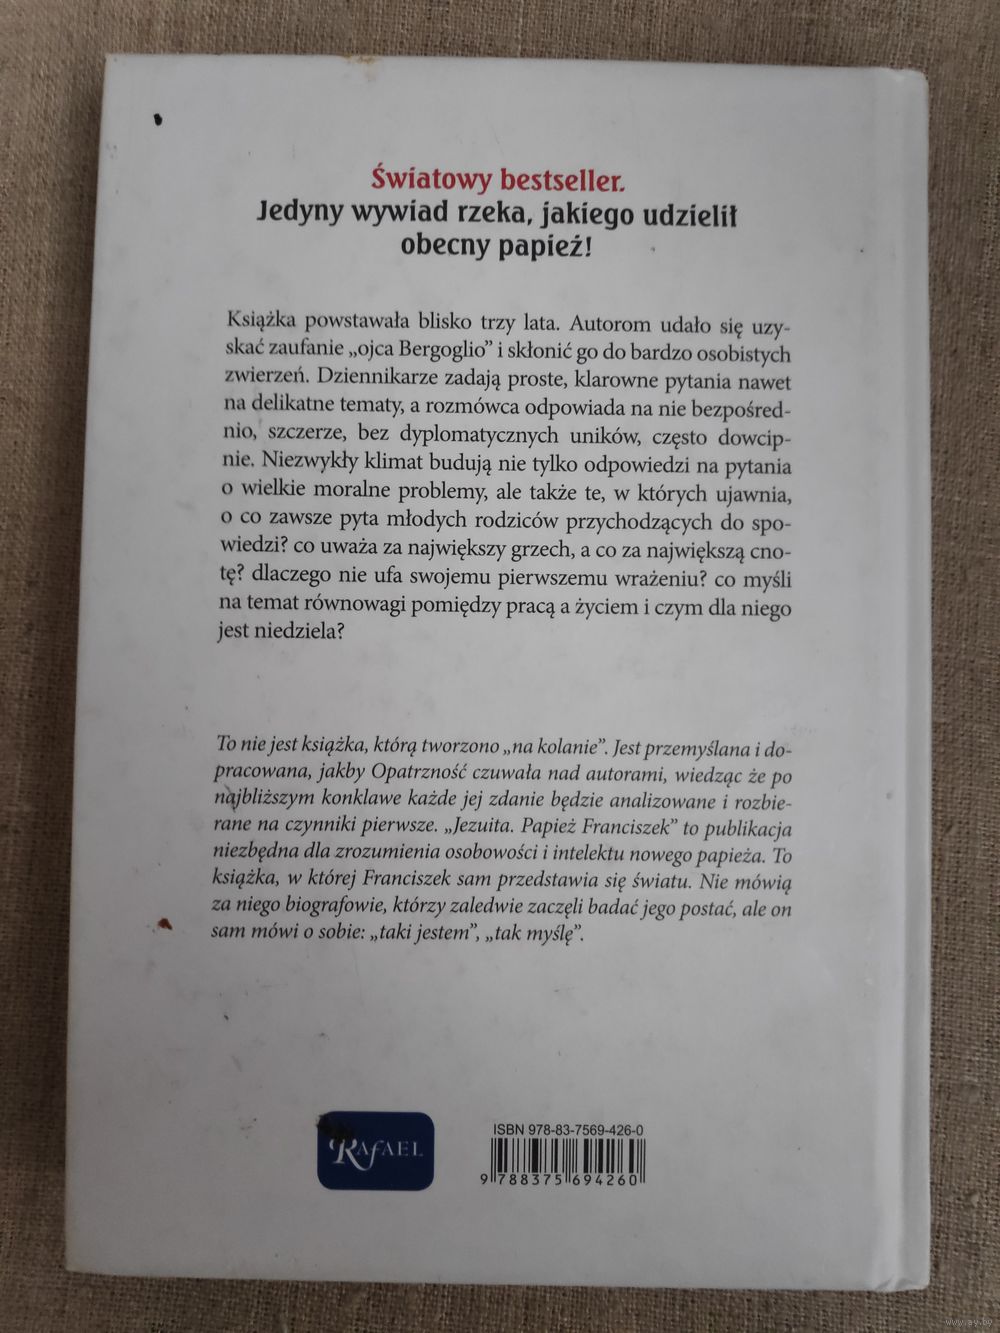 Światowy bestseller.
Jedyny wywiad rzeka, jakiego udzielił
obecny papież!
Książka powstawała blisko trzy lata. Autorom udało się uzy-
skać zaufanie „ojca Bergoglio” i skłonić go do bardzo osobistych
zwierzeń. Dziennikarze zadają proste, klarowne pytania nawet
na delikatne tematy, a rozmówca odpowiada na nie bezpośred-
nio, szczerze, bez dyplomatycznych uników, często dowcip-
nie. Niezwykły klimat budują nie tylko odpowiedzi na pytania
o wielkie moralne problemy, ale także te, w których ujawnia,
o co zawsze pyta młodych rodziców przychodzących do spo-
wiedzi? co uważa za największy grzech, a co za największą cno-
tę? dlaczego nie ufa swojemu pierwszemu wrażeniu? co myśli
na temat równowagi pomiędzy pracą a życiem i czym dla niego
jest niedziela?
To nie jest książka, którą tworzono „na kolanie”. Jest przemyślana i do-
pracowana, jakby Opatrzność czuwała nad autorami, wiedząc że po
najbliższym konklawe każde jej zdanie będzie analizowane i rozbie-
rane na czynniki pierwsze. „Jezuita. Papież Franciszek” to publikacja
niezbędna dla zrozumienia osobowości i intelektu nowego papieża. To
książka, w której Franciszek sam przedstawia się światu. Nie mówią
za niego biografowie, którzy zaledwie zaczęli badać jego postać, ale on
sam mówi o sobie: „taki jestem”, „tak myślę”.
RAFAEL
ISBN 978-83-7569-426-0
9 788375 694260
www.ay.by